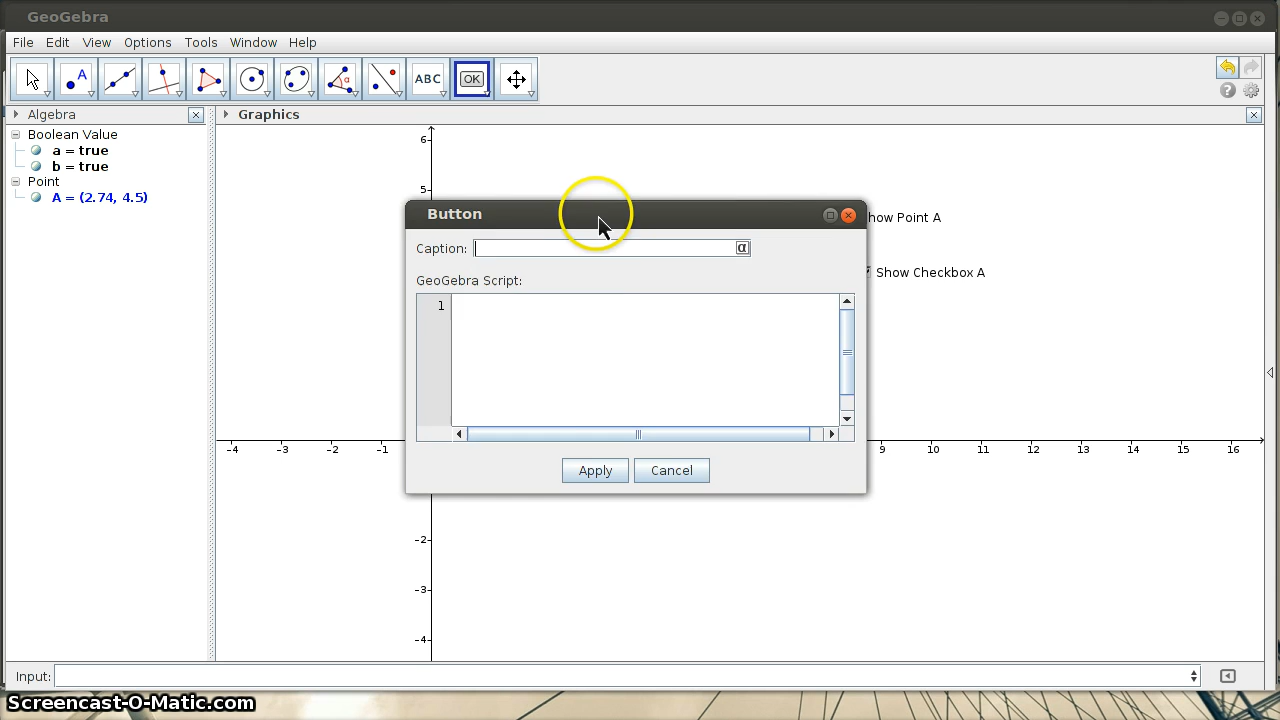 GeoGebra
File Edit View Options Tools Window Help
A
α
ABC
OK
?
Algebra
Graphics
Boolean Value
a = true
b = true
Point
A = (2.74, 4.5)
6
5
Button
how Point A
Caption:
α
Show Checkbox A
GeoGebra Script:
1
-4 -3 -2 -1 9 10 11 12 13 14 15 16
Apply Cancel
-2
-3
-4
Input:
Screencast-O-Matic.com